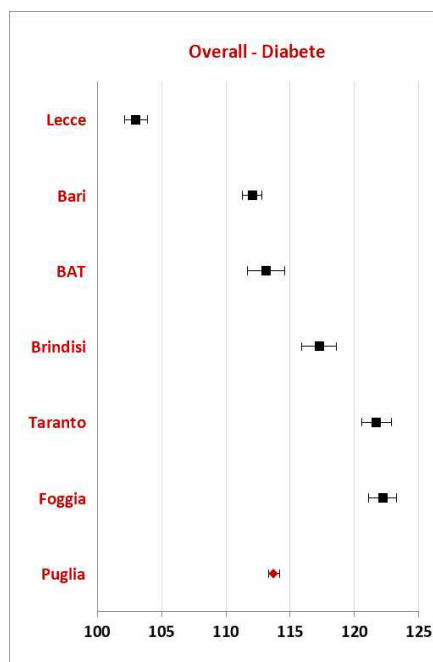 Overall - Diabete
Lecce
Bari
BAT
Brindisi
Taranto
Foggia
Puglia
100 105 110 115 120 125